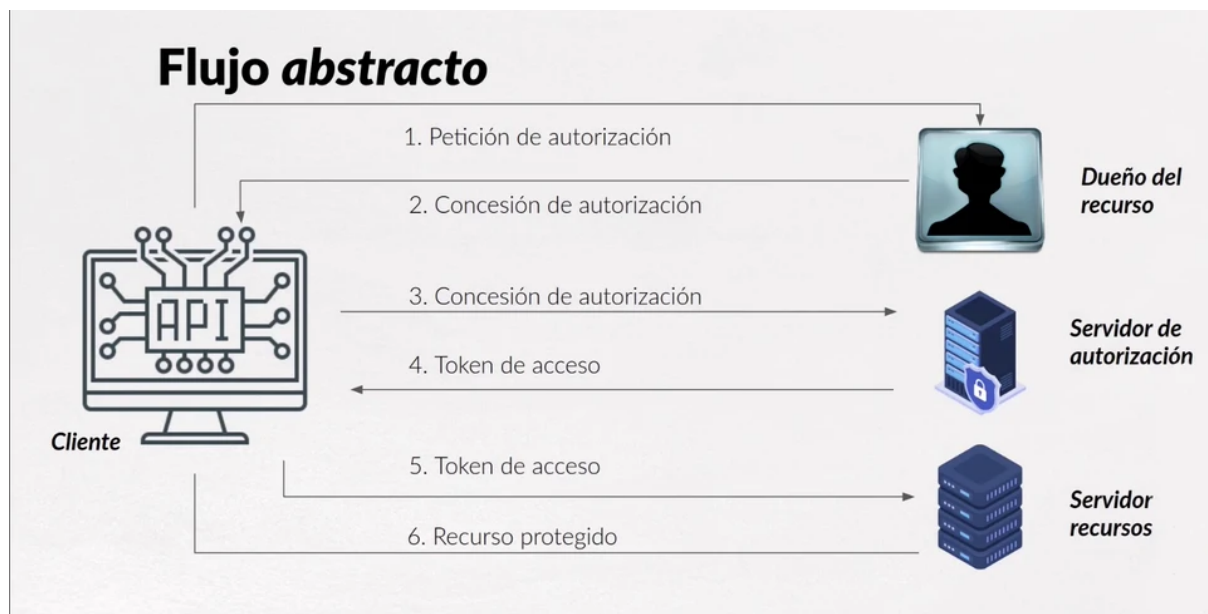 Flujo abstracto
1. Petición de autorización
2. Concesión de autorización
Dueño del
recurso
API
3. Concesión de autorización
Servidor de
autorización
4. Token de acceso
Cliente
5. Token de acceso
Servidor
recursos
6. Recurso protegido